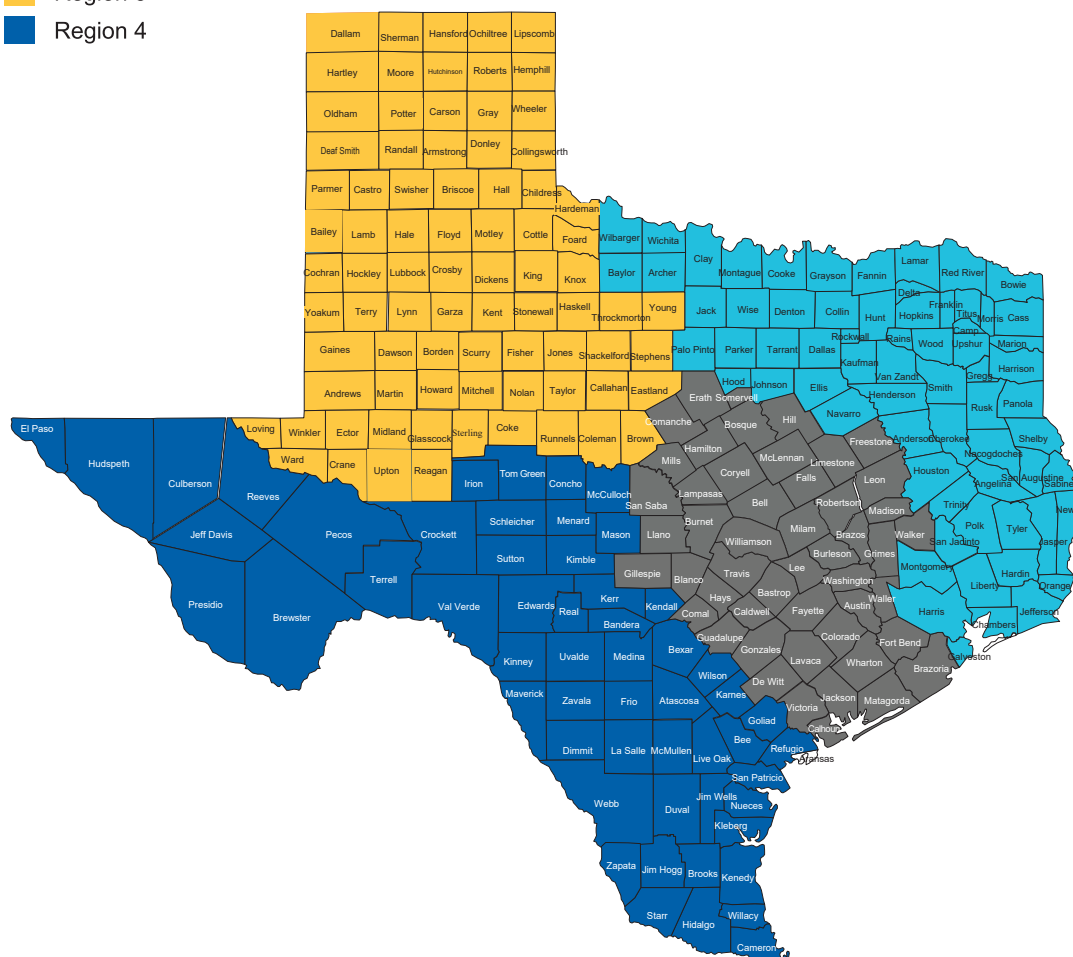 Region 4
Dallam Sherman Hansford Ochiltree Lipscomb
Hartley Moore Hutchinson Roberts Hemphill
Oldham Potter Carson Gray Wheeler
Deaf Smith Randall Armstrong Donley Collingsworth
Parmer Castro Swisher Briscoe Hall Childress
Hardeman
Bailey Lamb Hale Floyd Motley Cottle Foard Wilbarger Wichita
Clay Montague Cooke Grayson Fannin Lamar Red River Bowie
Cochran Hockley Lubbock Crosby Dickens King Knox Baylor Archer
Delta Franklin Titus Morris Cass
Yoakum Terry Lynn Garza Kent Stonewall Haskell Throckmorton Young Jack Wise Denton Collin Hunt Hopkins
Camp
Rockwall Rains Wood Upshur Marion
Gaines Dawson Borden Scurry Fisher Jones Shackelford Stephens Palo Pinto Parker Tarrant Dallas
Kaufman Van Zandt Gregg Harrison
Andrews Martin Howard Mitchell Nolan Taylor Callahan Eastland Hood Johnson Ellis Henderson Smith
Erath Somervell Rusk Panola
Comanche Bosque Hill Navarro
El Paso Loving Winkler Ector Midland Glasscock Sterling Coke Runnels Coleman Brown
Freestone Anderson Cherokee Shelby
Hudspeth Ward Crane Upton Reagan Mills Hamilton McLennan Limestone Nacogdoches
Culberson Reeves Irion Tom Green Concho McCulloch Coryell Falls Leon Houston Angelina San Augustine Sabine
Lampasas San Saba Bell Robertson Madison Trinity New
Jeff Davis Pecos Crockett Schleicher Menard Mason Llano Burnet Williamson Milam Brazos Walker Polk Tyler
San Jacinto Jasper
Sutton Kimble Burleson Grimes Montgomery
Terrell Gillespie Blanco Travis Lee Washington Hardin Liberty Orange
Presidio Brewster Val Verde Edwards Real Kerr Kendall Comal Hays Bastrop Caldwell Fayette Austin Waller Harris Jefferson
Bandera Chambers
Guadalupe Gonzales Colorado Fort Bend
Kinney Uvalde Medina Bexar Lavaca Wharton Brazoria Galveston
Wilson De Witt
Maverick Zavala Frio Atascosa Karnes Victoria Jackson Matagorda
Goliad Calhoun
Dimmit La Salle McMullen Live Oak Bee Refugio Aransas
San Patricio
Webb Duval Jim Wells Nueces
Kleberg
Zapata Jim Hogg Brooks Kenedy
Starr Hidalgo Willacy
Cameron